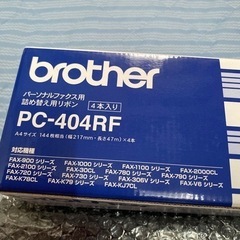 brother
パーソナルファクス用
詰め替え用リボン
4本入り
PC-404RF
A4サイズ 144枚相当(幅217mm・長さ47m)×4本
対応機種
FAX-900 シリーズ FAX-1000 シリーズ FAX-1100 シリーズ FAX-2000CL
FAX-2100 シリーズ FAX-300CL FAX-760 シリーズ FAX-790 シリーズ
FAX-720 シリーズ FAX-730 シリーズ FAX-306V シリーズ FAX-V6 シリーズ
FAX-K78CL FAX-K79 シリーズ FAX-KJ7CL